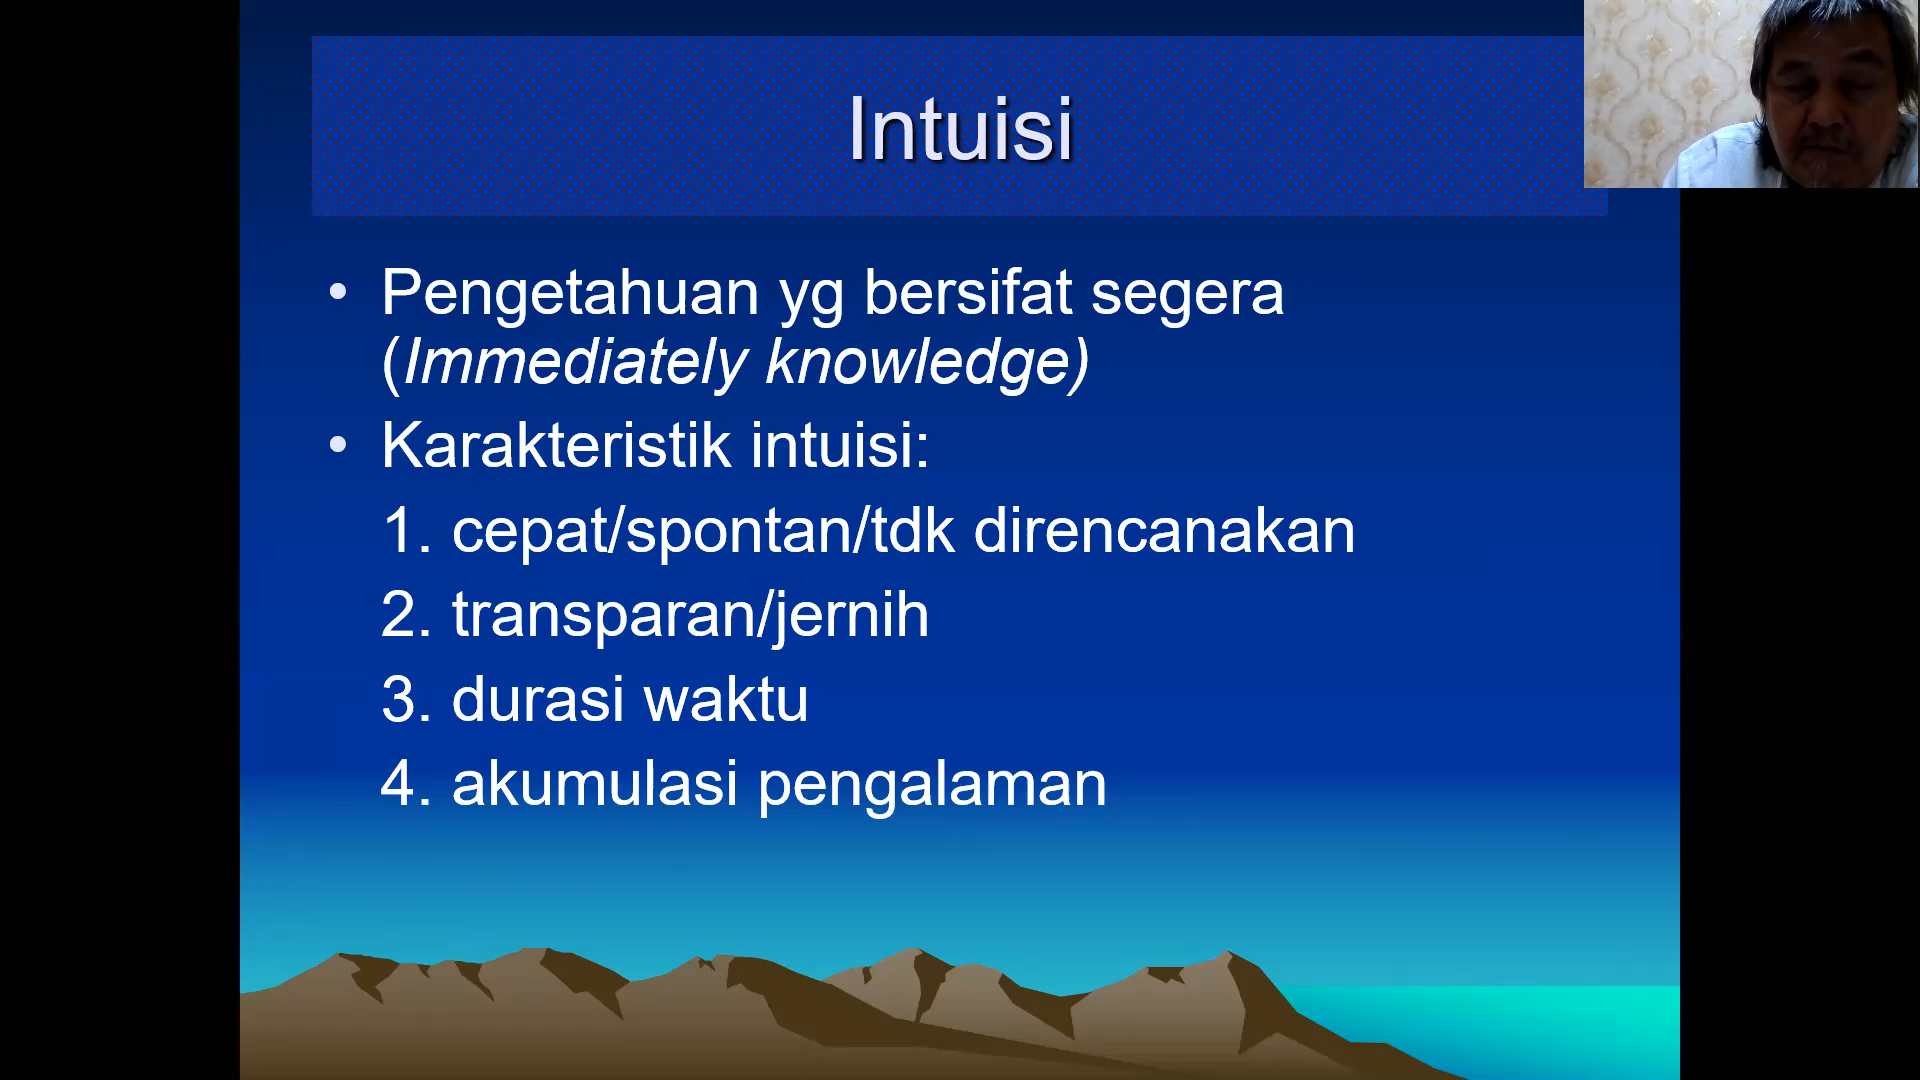 Intuisi
• Pengetahuan yg bersifat segera
(Immediately knowledge)
• Karakteristik intuisi:
1. cepat/spontan/tdk direncanakan
2. transparan/jernih
3. durasi waktu
4. akumulasi pengalaman